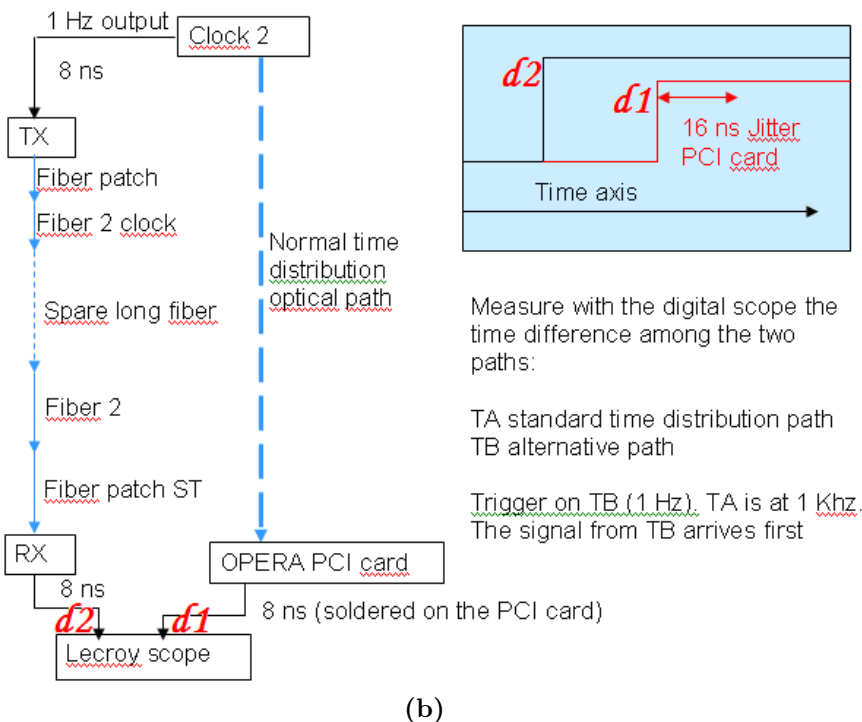 1 Hz output
Clock 2
8 ns
TX
Fiber patch
Fiber 2 clock
Normal time
distribution
optical path
Spare long fiber
Fiber 2
Fiber patch ST
RX
OPERA PCI card
8 ns
8 ns (soldered on the PCI card)
d2
d1
Lecroy scope
d2
d1
16 ns Jitter
PCI card
Time axis
Measure with the digital scope the
time difference among the two
paths:
TA standard time distribution path
TB alternative path
Trigger on TB (1 Hz). TA is at 1 Khz.
The signal from TB arrives first
(b)